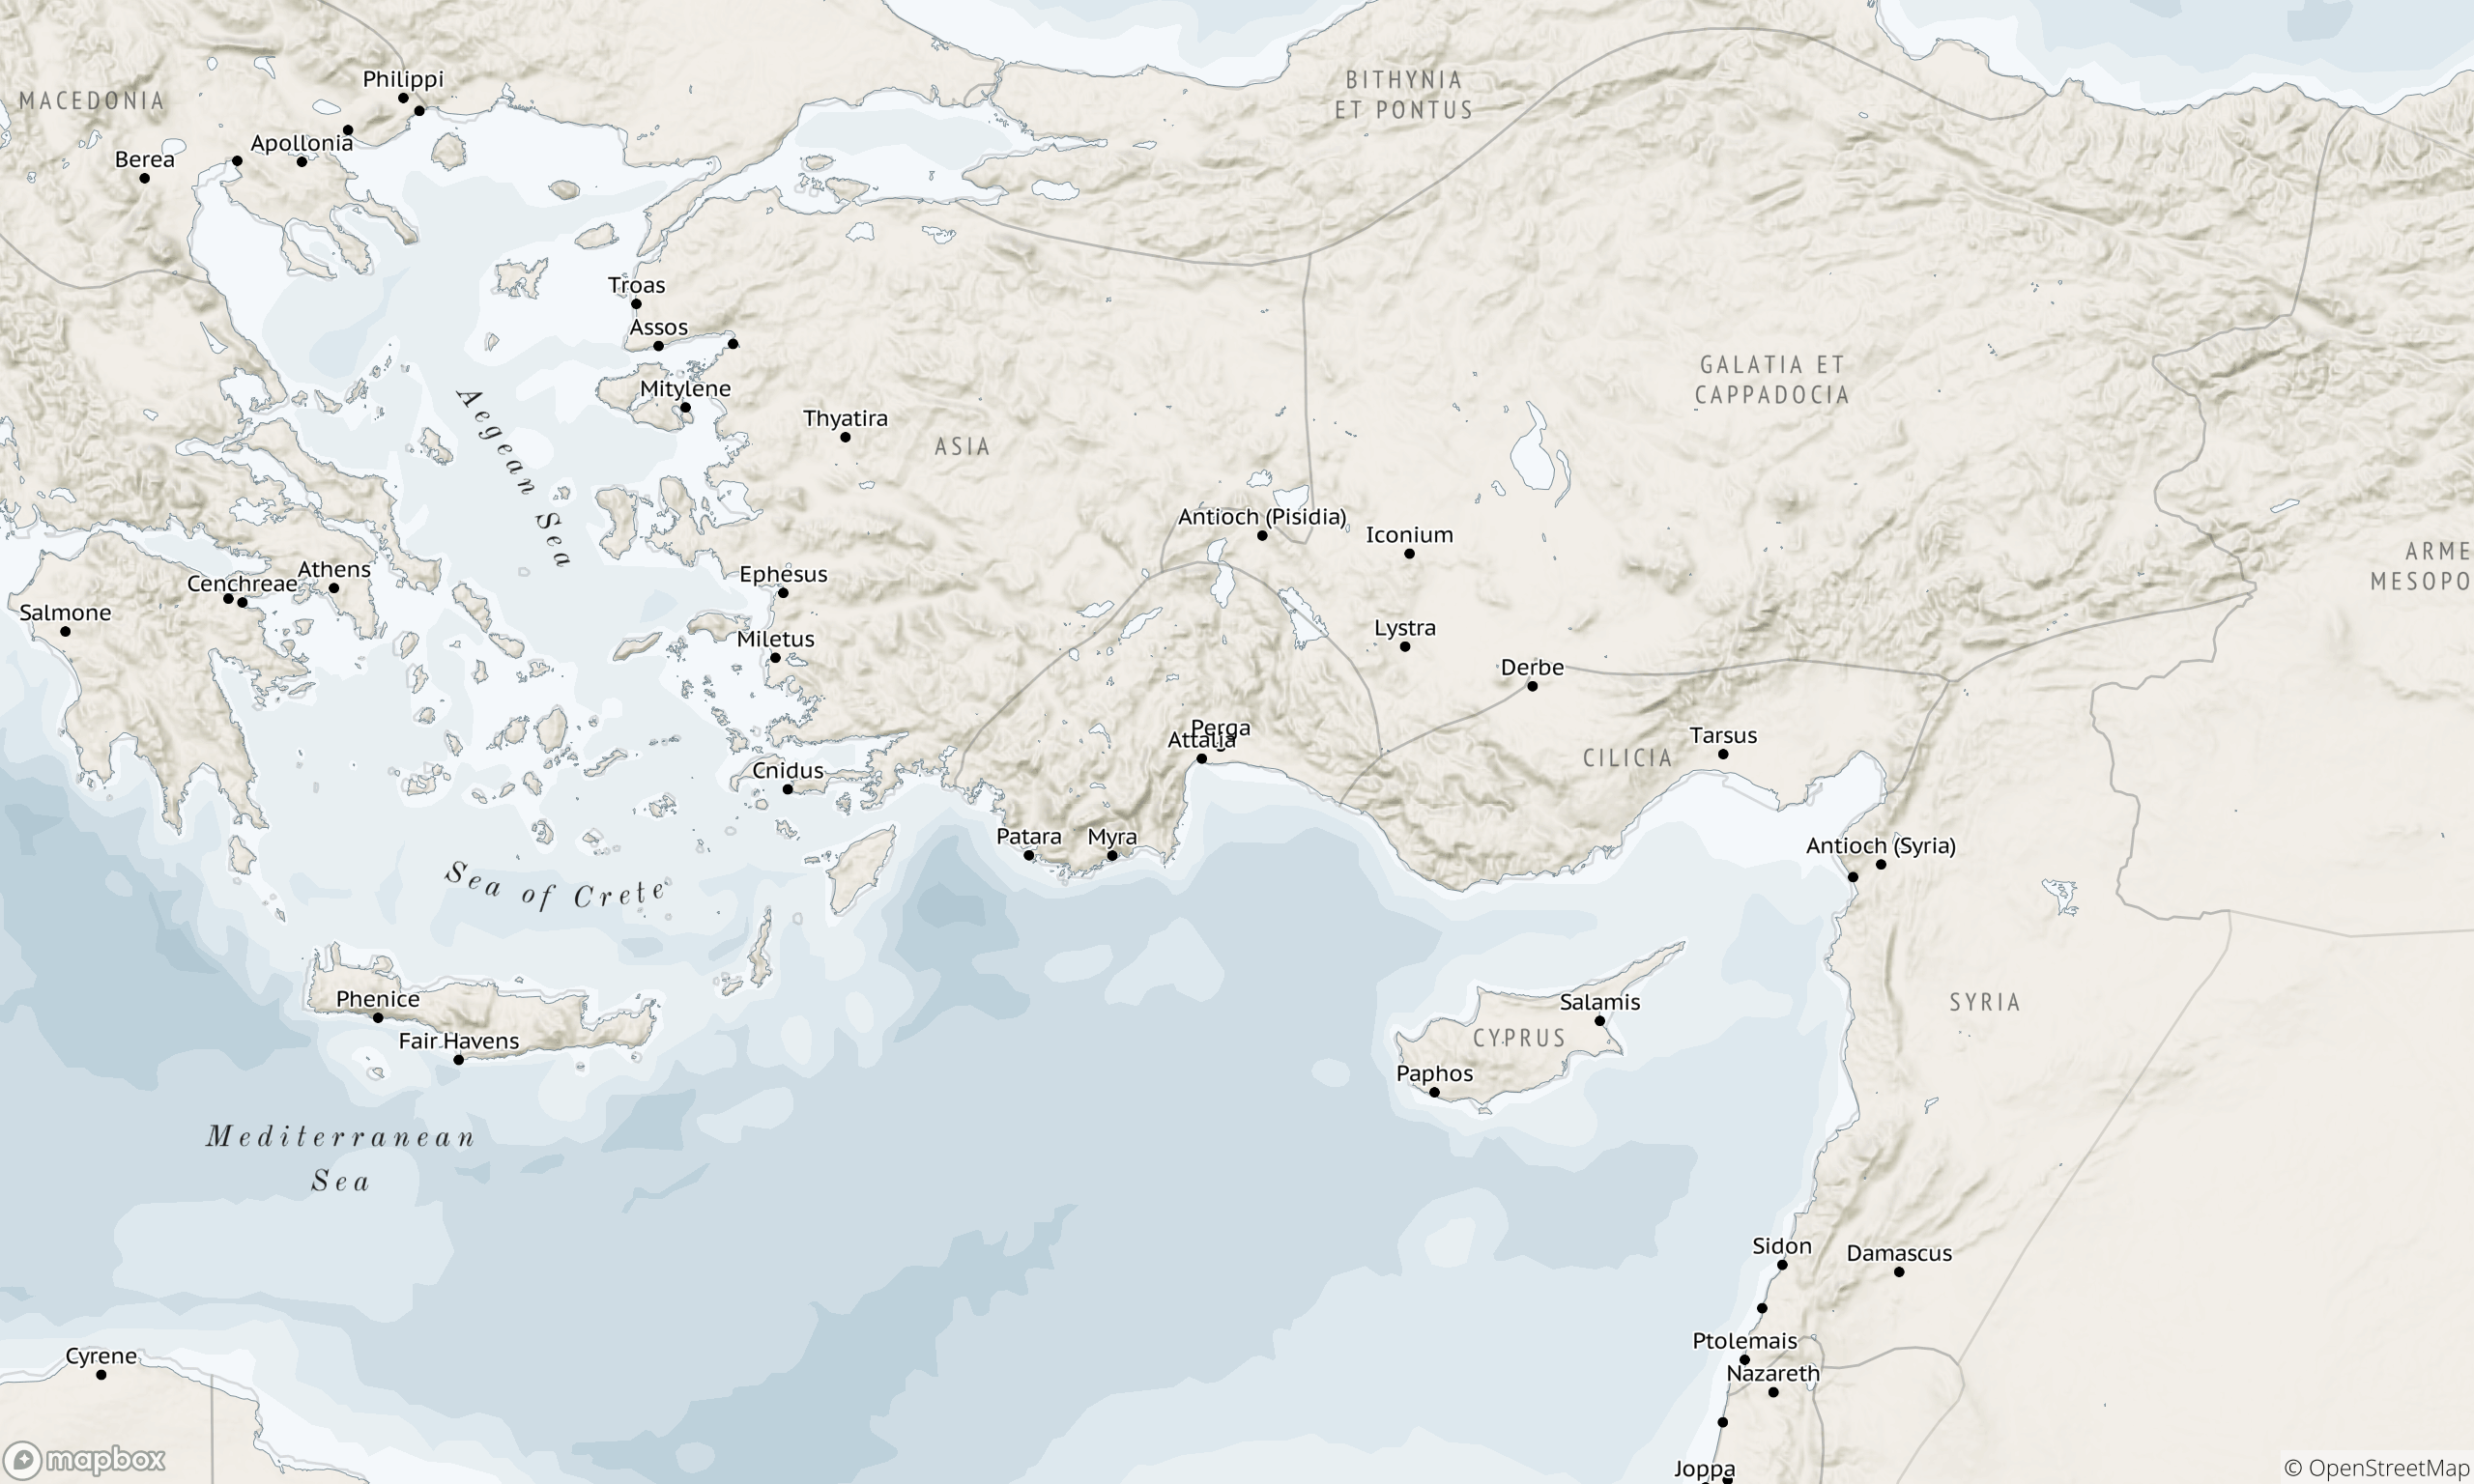 Philippi
BITHYNIA
ET PONTUS
MACEDONIA
Apollonia
Berea
Troas
Assos
GALATIA ET
CAPPADOCIA
Mitylene
Aegean Sea
Thyatira
ASIA
Antioch (Pisidia)
Iconium
ARME
MESOPO
Athens
Ephesus
Cenchreae
Salmone
Lystra
Miletus
Derbe
Perga
Attalia
Tarsus
CILICIA
Cnidus
Patara
Myra
Antioch (Syria)
Sea of Crete
Phenice
Salamis
SYRIA
CYPRUS
Fair Havens
Paphos
Mediterranean
Sea
Sidon
Damascus
Ptolemais
Cyrene
Nazareth
mapbox
Joppa
© OpenStreetMap